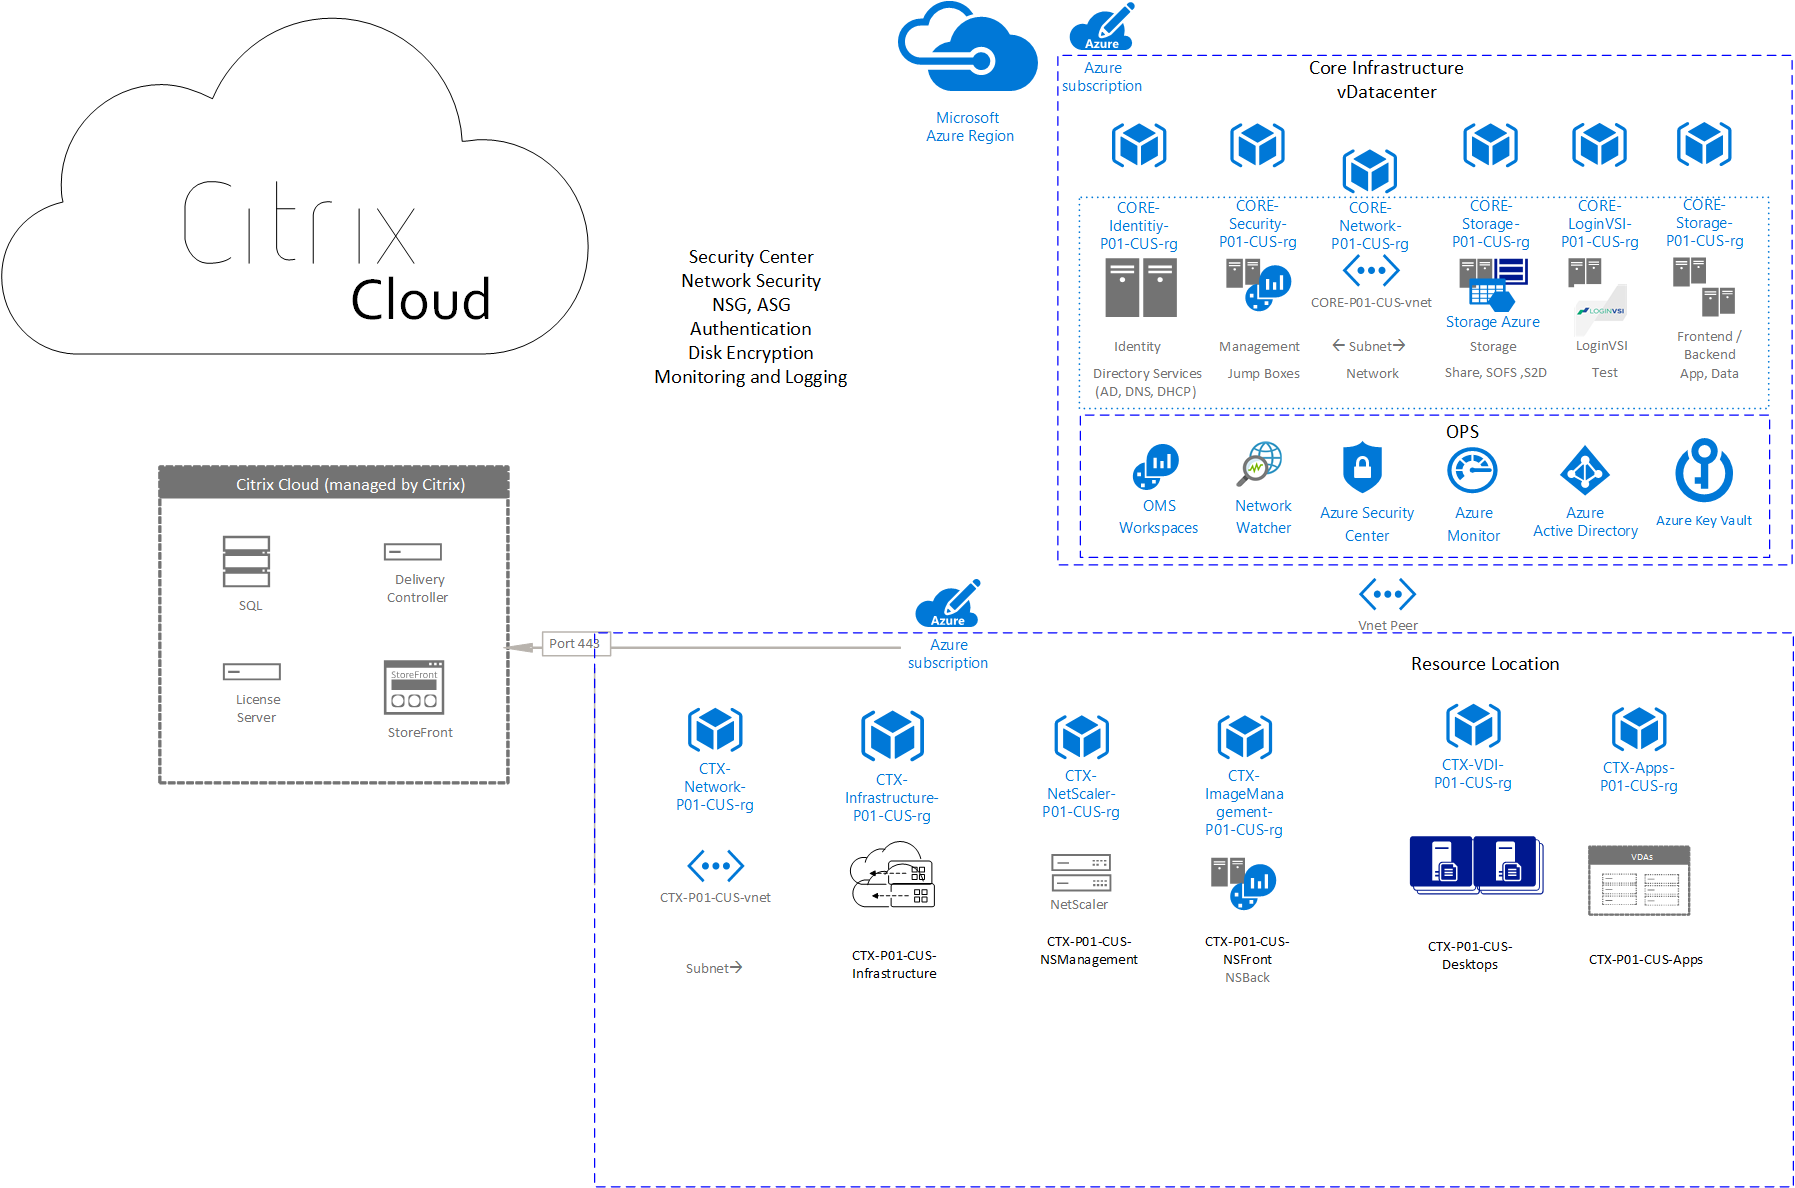 Citrix
Cloud
Microsoft
Azure Region
Azure
Azure
subscription
Core Infrastructure
vDatacenter
CORE-
Identitiy-
P01-CUS-rg
CORE-
Security-
P01-CUS-rg
CORE-
Network-
P01-CUS-rg
CORE-
Storage-
P01-CUS-rg
CORE-
LoginVSI-
P01-CUS-rg
CORE-
Storage-
P01-CUS-rg
CORE-P01-CUS-vnet
Storage Azure
LOGINVSI
Identity
Directory Services
(AD, DNS, DHCP)
Management
Jump Boxes
Subnet
Network
Storage
Share, SOFS ,S2D
LoginVSI
Test
Frontend /
Backend
App, Data
Security Center
Network Security
NSG, ASG
Authentication
Disk Encryption
Monitoring and Logging
OPS
OMS
Workspaces
Network
Watcher
Azure Security
Center
Azure
Monitor
Azure
Active Directory
Azure Key Vault
Vnet Peer
Citrix Cloud (managed by Citrix)
SQL
Delivery
Controller
License
Server
StoreFront
StoreFront
Port 443
Azure
Azure
subscription
Resource Location
CTX-
Network-
P01-CUS-rg
CTX-
Infrastructure-
P01-CUS-rg
CTX-
NetScaler-
P01-CUS-rg
CTX-
ImageMana
gement-
P01-CUS-rg
CTX-VDI-
P01-CUS-rg
CTX-Apps-
P01-CUS-rg
CTX-P01-CUS-vnet
NetScaler
VDAs
Subnet
CTX-P01-CUS-
Infrastructure
CTX-P01-CUS-
NSManagement
CTX-P01-CUS-
NSFront
NSBack
CTX-P01-CUS-
Desktops
CTX-P01-CUS-Apps